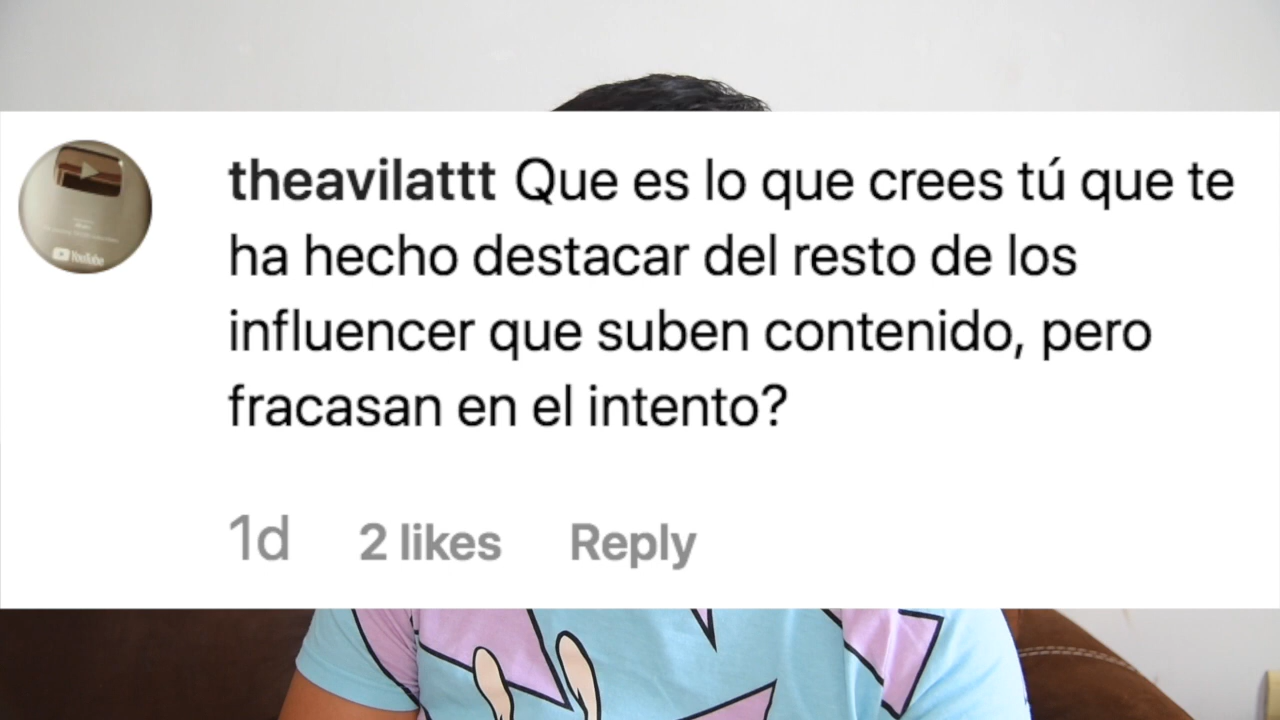 theavilattt Que es lo que crees tú que te
ha hecho destacar del resto de los
influencer que suben contenido, pero
fracasan en el intento?
1d 2 likes Reply
YouTube